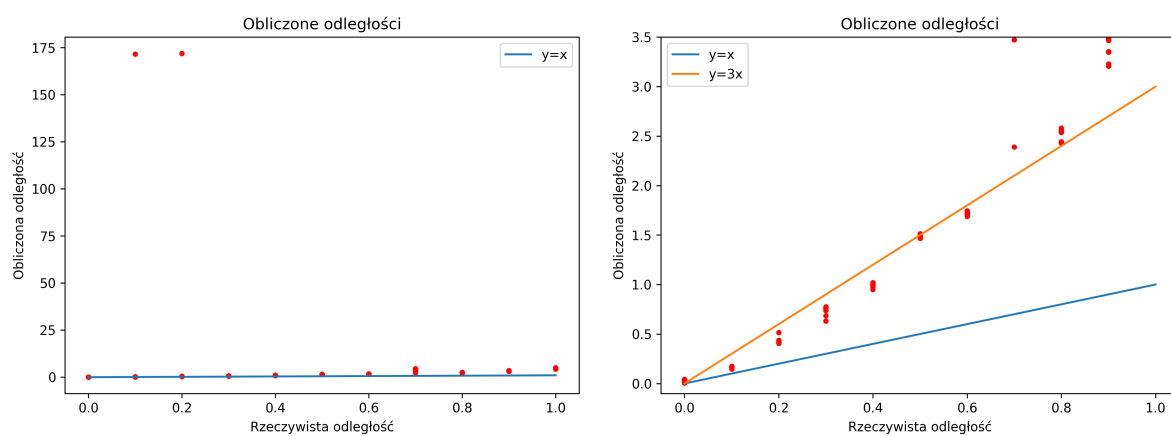 Obliczone odległości
175
150
125
100
75
50
25
0
0.0 0.2 0.4 0.6 0.8 1.0
Rzeczywista odległość
Obliczona odległość
y=x
Obliczone odległości
3.5
3.0
2.5
2.0
1.5
1.0
0.5
0.0
0.0 0.2 0.4 0.6 0.8 1.0
Rzeczywista odległość
Obliczona odległość
y=x
y=3x